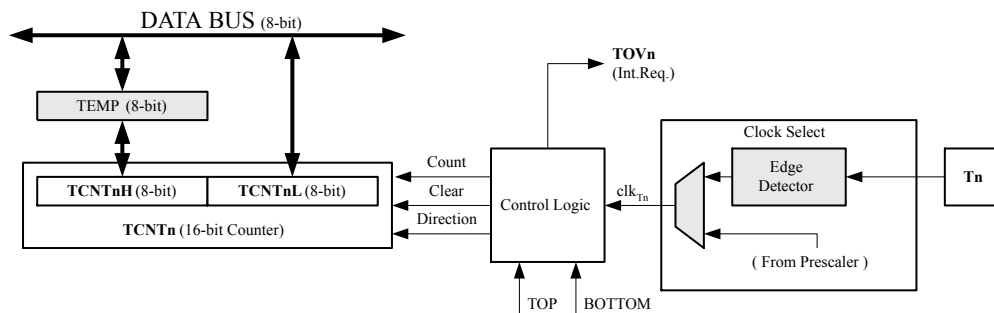 DATA BUS (8-bit)
TOVn
(Int.Req.)
TEMP (8-bit)
Clock Select
Count
Edge
Detector
Tn
TCNTnH (8-bit) TCNTnL (8-bit)
Clear
Control Logic
clkTn
Direction
TCNTn (16-bit Counter)
( From Prescaler )
TOP
BOTTOM